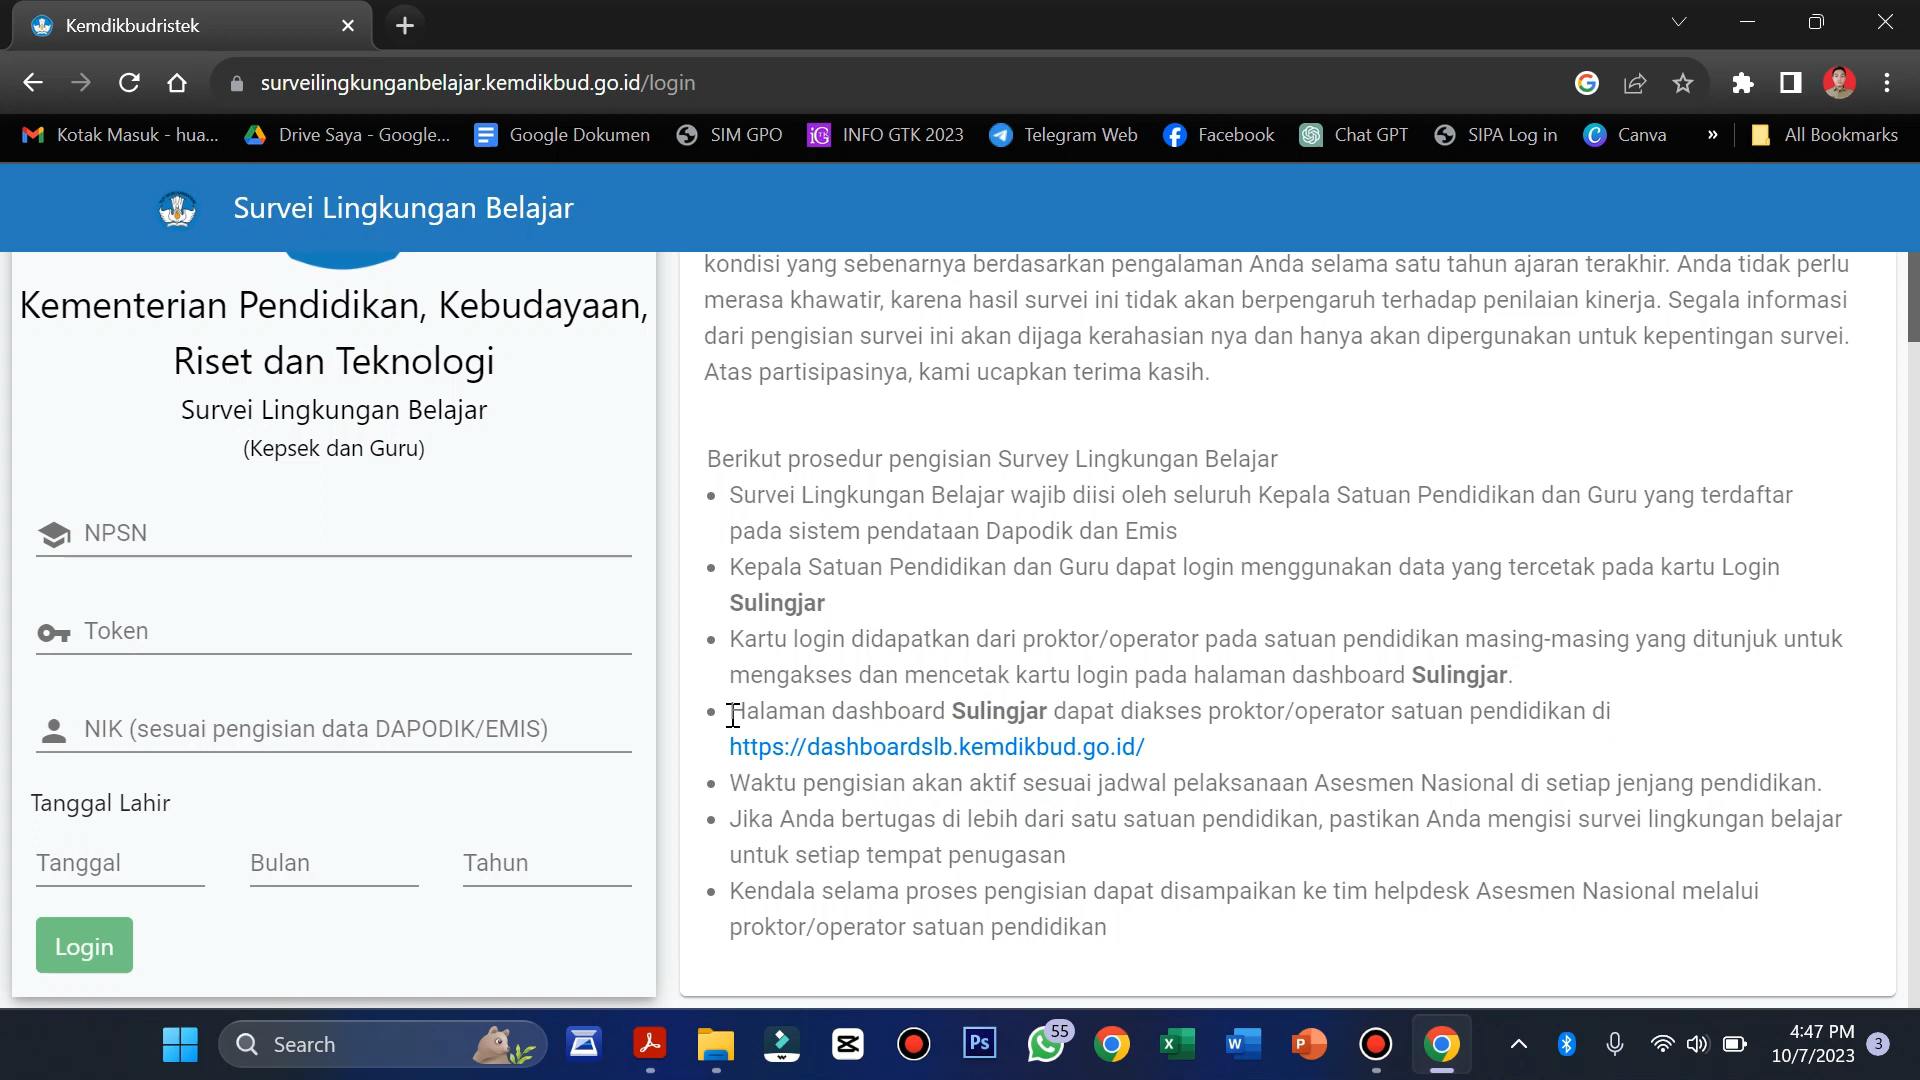 Kemdikbudristek
surveilingkunganbelajar.kemdikbud.go.id/login
Kotak Masuk - hua...
Drive Saya - Google...
Google Dokumen
SIM GPO
iG
INFO GTK 2023
Telegram Web
Facebook
Chat GPT
SIPA Log in
Canva
»
All Bookmarks
Survei Lingkungan Belajar
Kementerian Pendidikan, Kebudayaan,
Riset dan Teknologi
Survei Lingkungan Belajar
(Kepsek dan Guru)
NPSN
Token
NIK (sesuai pengisian data DAPODIK/EMIS)
Tanggal Lahir
Tanggal
Bulan
Tahun
Login
kondisi yang sebenarnya berdasarkan pengalaman Anda selama satu tahun ajaran terakhir. Anda tidak perlu
merasa khawatir, karena hasil survei ini tidak akan berpengaruh terhadap penilaian kinerja. Segala informasi
dari pengisian survei ini akan dijaga kerahasian nya dan hanya akan dipergunakan untuk kepentingan survei.
Atas partisipasinya, kami ucapkan terima kasih.
Berikut prosedur pengisian Survey Lingkungan Belajar
• Survei Lingkungan Belajar wajib diisi oleh seluruh Kepala Satuan Pendidikan dan Guru yang terdaftar
pada sistem pendataan Dapodik dan Emis
• Kepala Satuan Pendidikan dan Guru dapat login menggunakan data yang tercetak pada kartu Login
Sulingjar
• Kartu login didapatkan dari proktor/operator pada satuan pendidikan masing-masing yang ditunjuk untuk
mengakses dan mencetak kartu login pada halaman dashboard Sulingjar.
• Halaman dashboard Sulingjar dapat diakses proktor/operator satuan pendidikan di
https://dashboardslb.kemdikbud.go.id/
• Waktu pengisian akan aktif sesuai jadwal pelaksanaan Asesmen Nasional di setiap jenjang pendidikan.
• Jika Anda bertugas di lebih dari satu satuan pendidikan, pastikan Anda mengisi survei lingkungan belajar
untuk setiap tempat penugasan
• Kendala selama proses pengisian dapat disampaikan ke tim helpdesk Asesmen Nasional melalui
proktor/operator satuan pendidikan
Search
Ps
55
4:47 PM
10/7/2023
3